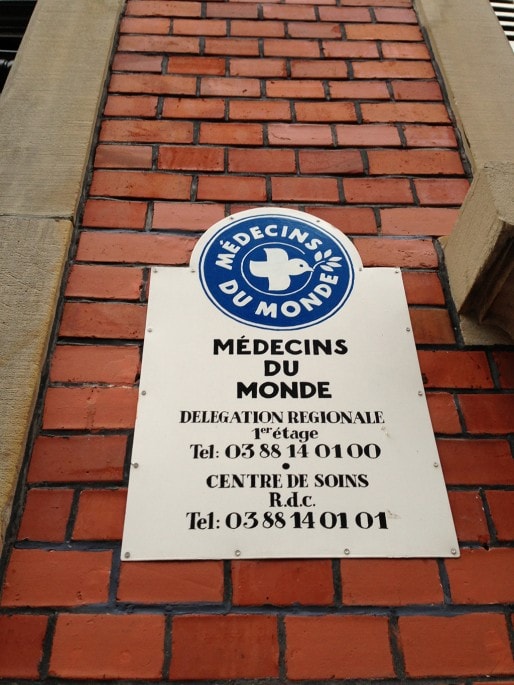 MÉDECINS
DU MONDE
MÉDECINS
DU
MONDE
DELEGATION REGIONALE
1er étage
Tel: 03 88 14 01 00
•
CENTRE DE SOINS
R.d.c.
Tel: 03 88 14 01 01